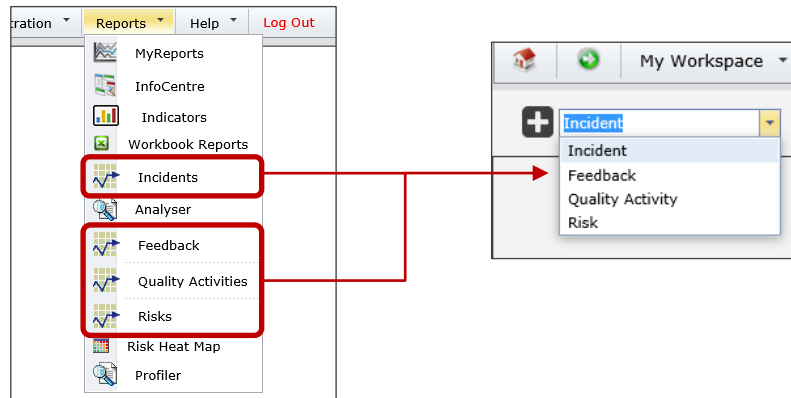 tration Reports Help Log Out
MyReports
InfoCentre
Indicators
Workbook Reports
Incidents
Analyser
Feedback
Quality Activities
Risks
Risk Heat Map
Profiler
My Workspace
Incident
Incident
Feedback
Quality Activity
Risk